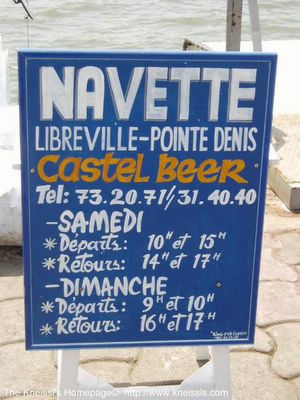 NAVETTE
LIBREVILLE-POINTE DENIS
Castel Beer
Tel: 73.20.71//31.40.40
-SAMEDI
* Départs: 10H et 15H
* Retours: 14H et 17H
-DIMANCHE
* Départs: 9H et 10H
* Retours: 16H et 17H
The Kneissl's Homepage© http://www.kneissls.com